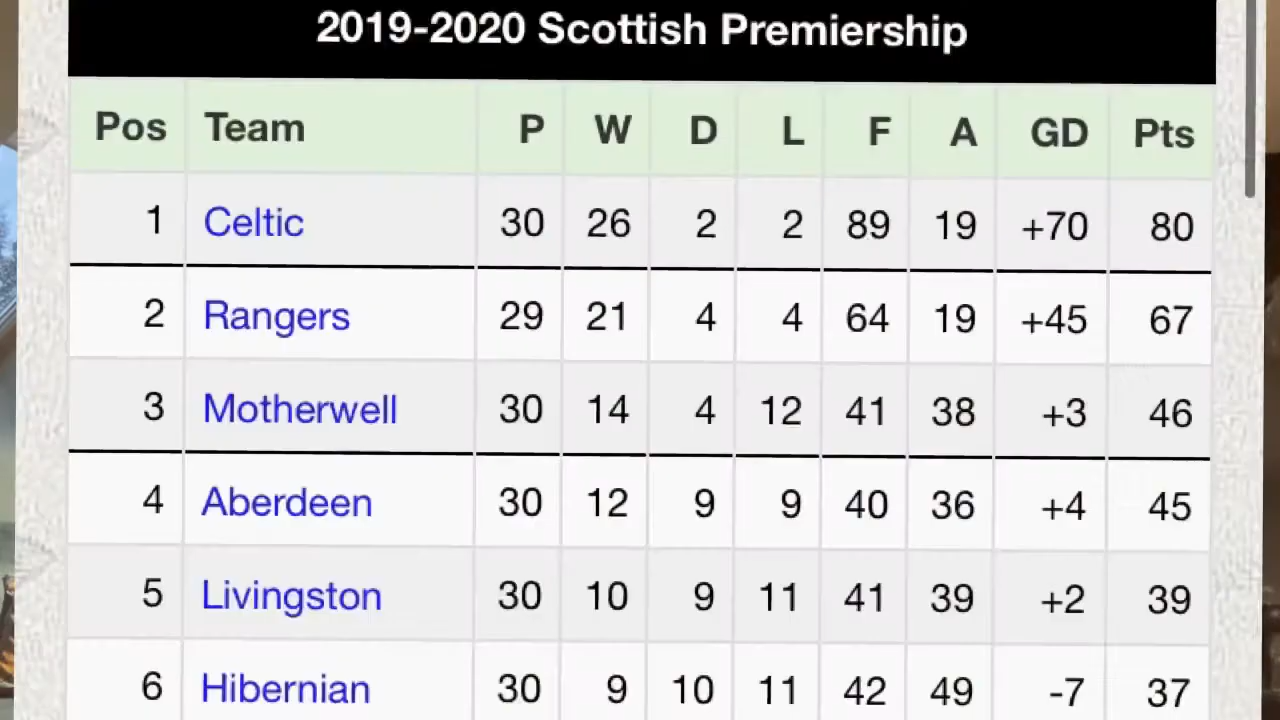 2019-2020 Scottish Premiership
Pos Team P W D L F A GD Pts
1 Celtic 30 26 2 2 89 19 +70 80
2 Rangers 29 21 4 4 64 19 +45 67
3 Motherwell 30 14 4 12 41 38 +3 46
4 Aberdeen 30 12 9 9 40 36 +4 45
5 Livingston 30 10 9 11 41 39 +2 39
6 Hibernian 30 9 10 11 42 49 -7 37